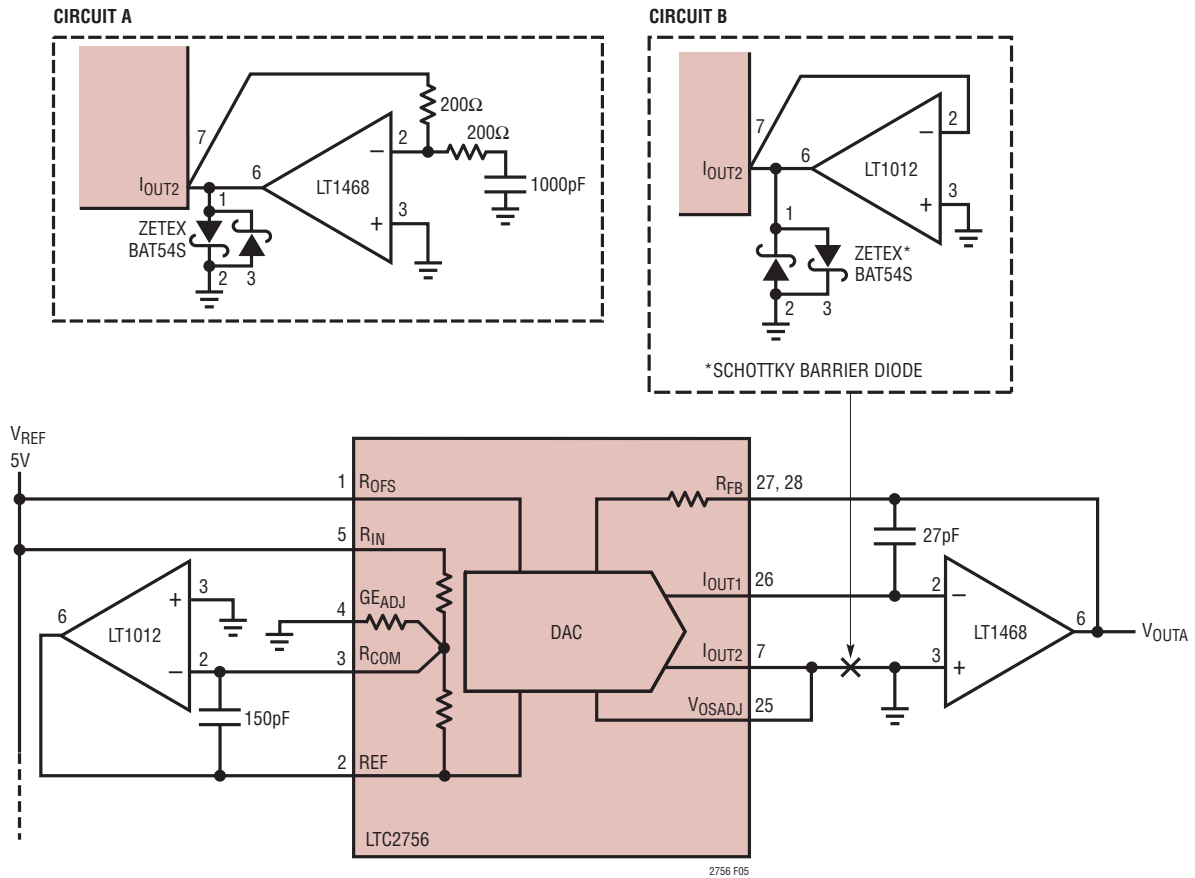 CIRCUIT A
200Ω
200Ω
7
2
–
6
LT1468
1000pF
IOUT2
1
3
+
ZETEX
BAT54S
2
3
CIRCUIT B
7
2
–
6
LT1012
IOUT2
3
+
1
ZETEX*
BAT54S
2
3
*SCHOTTKY BARRIER DIODE
VREF
5V
1
ROFS
RFB
27, 28
5
RIN
27pF
3
+
4
GEADJ
IOUT1
26
2
–
6
LT1012
DAC
LT1468
6
VOUTA
2
–
3
RCOM
IOUT2
7
3
+
150pF
VOSADJ
25
2
REF
LTC2756
2756 F05